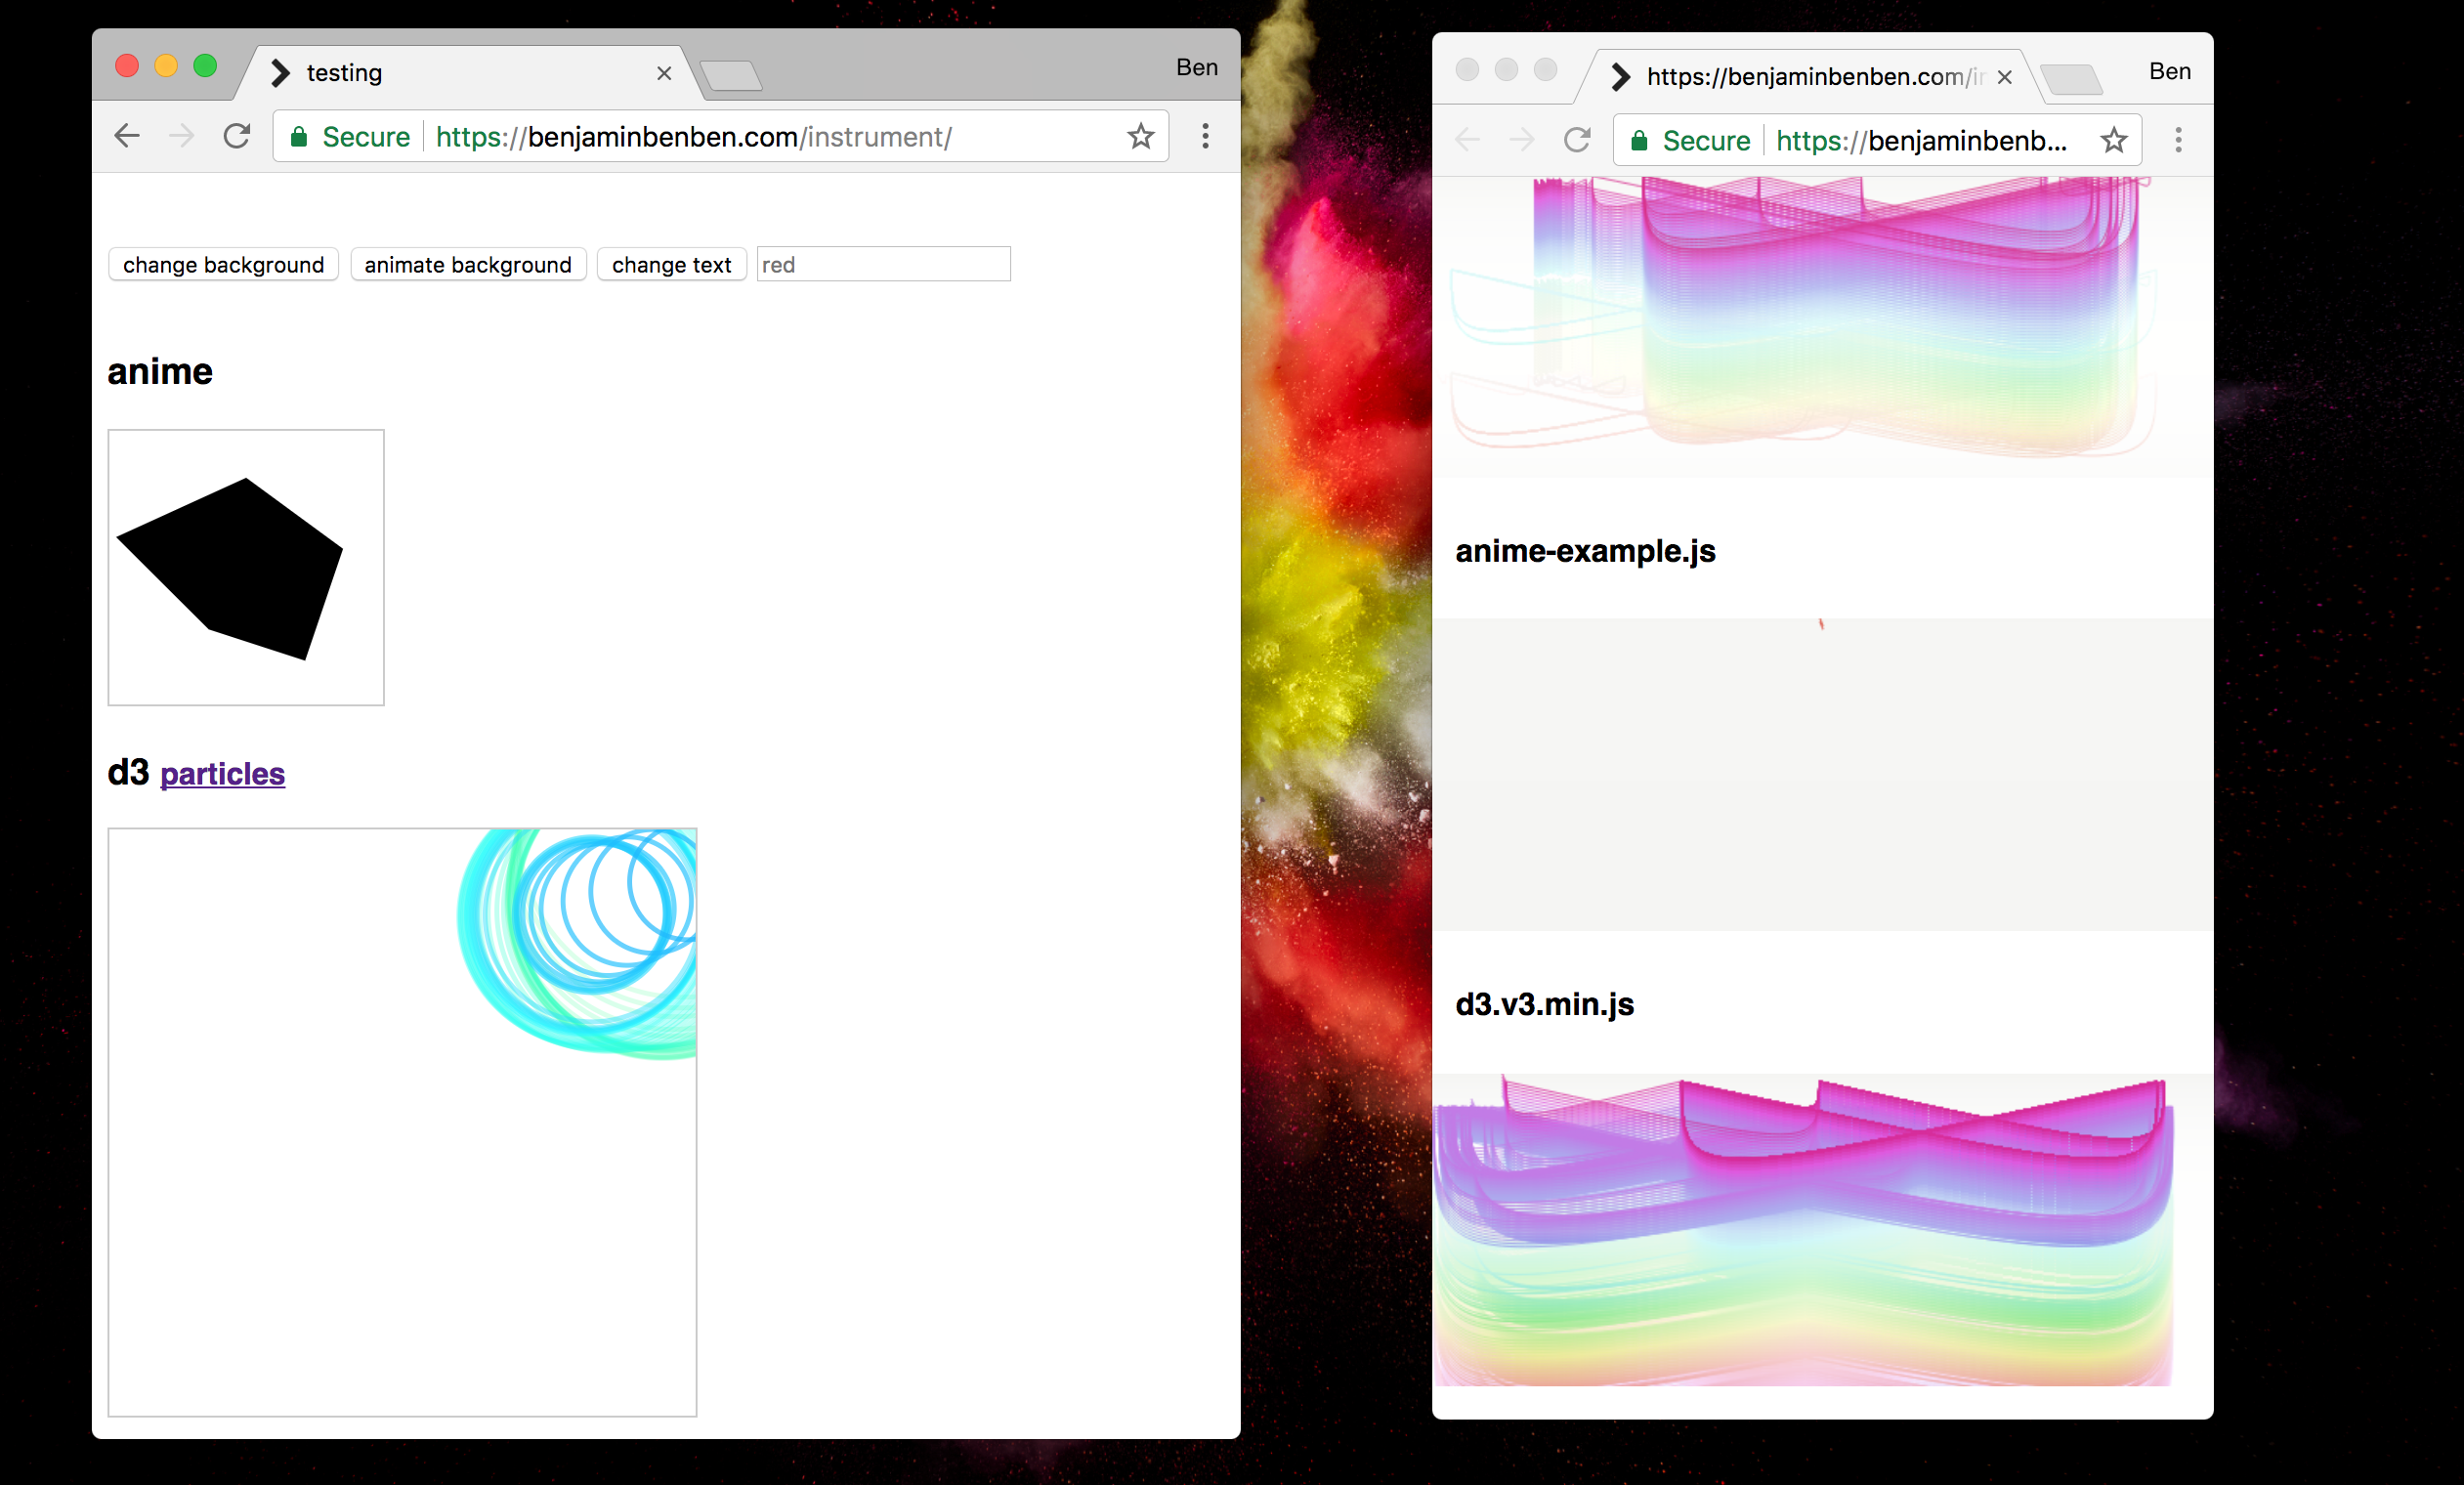 testing
Ben
Secure https://benjaminbenben.com/instrument/
change background animate background change text red
anime
d3 particles
https://benjaminbenben.com/in
Ben
Secure https://benjaminbenb...
anime-example.js
d3.v3.min.js